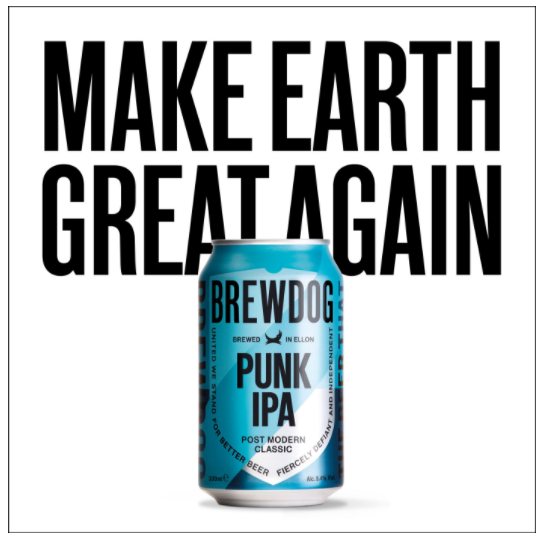 MAKE EARTH
GREAT AGAIN
BREWDOG
BREWED IN ELLON
PUNK
IPA
POST MODERN
CLASSIC
UNITED WE STAND FOR BETTER BEER
FIERCELY DEFIANT AND INDEPENDENT
330ml e